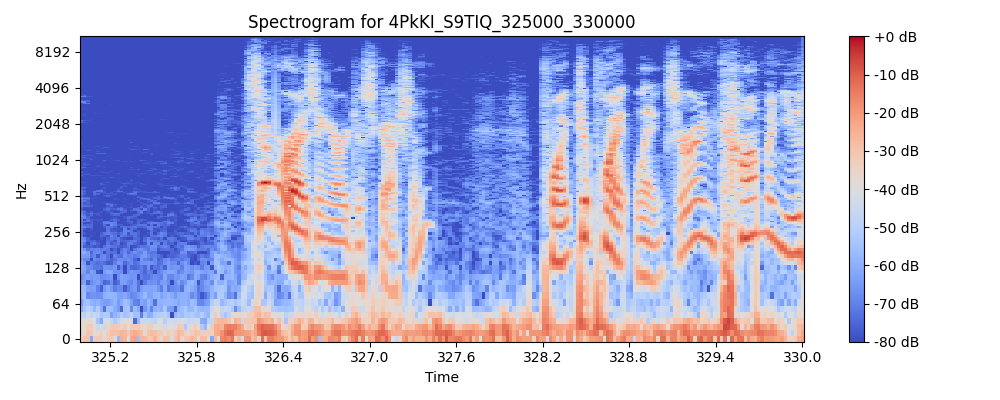 Spectrogram for 4PkKI_S9TIQ_325000_330000
Hz
8192
4096
2048
1024
512
256
128
64
0
325.2 325.8 326.4 327.0 327.6 328.2 328.8 329.4 330.0
Time
+0 dB
-10 dB
-20 dB
-30 dB
-40 dB
-50 dB
-60 dB
-70 dB
-80 dB